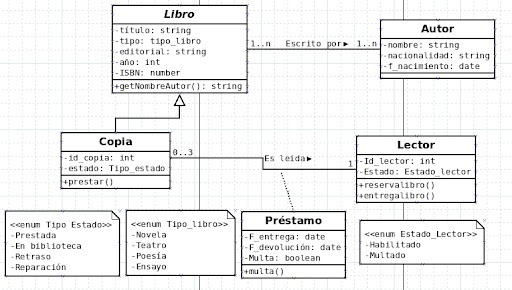 Libro
-título: string
-tipo: tipo_libro
-editorial: string
-año: int
-ISBN: number
+getNombreAutor(): string
1..n Escrito por▶ 1..n
Autor
-nombre: string
-nacionalidad: string
-f_nacimiento: date
Copia
-id_copia: int
-estado: Tipo_estado
+prestar()
0..3 Es leida▶ 1
Lector
-Id_lector: int
-Estado: Estado_lector
+reservalibro()
+entregalibro()
<<enum Tipo Estado>>
-Prestada
-En biblioteca
-Retraso
-Reparación
<<enum Tipo_libro>>
-Novela
-Teatro
-Poesía
-Ensayo
Préstamo
-F_entrega: date
-F_devolución: date
-Multa: boolean
+multa()
<<enum Estado_Lector>>
-Habilitado
-Multado